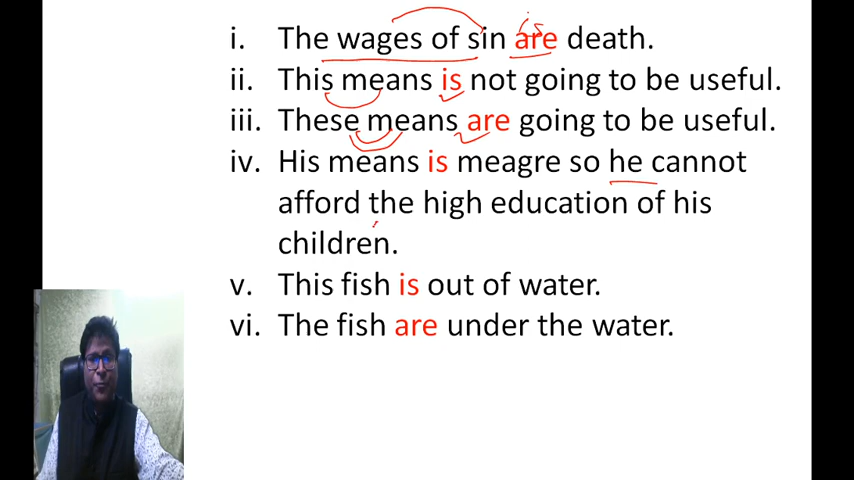 i. The wages of sin are death.
is
ii. This means is not going to be useful.
iii. These means are going to be useful.
iv. His means is meagre so he cannot
afford the high education of his
children.
v. This fish is out of water.
vi. The fish are under the water.